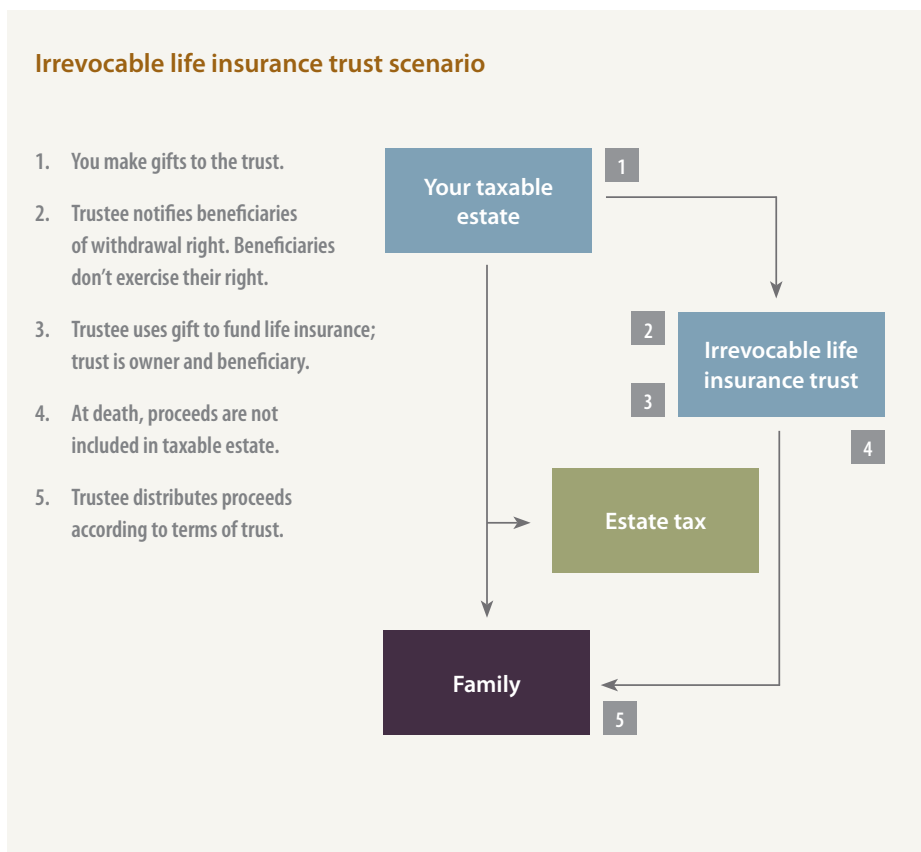 Irrevocable life insurance trust scenario
1. You make gifts to the trust.
2. Trustee notifies beneficiaries
of withdrawal right. Beneficiaries
don’t exercise their right.
3. Trustee uses gift to fund life insurance;
trust is owner and beneficiary.
4. At death, proceeds are not
included in taxable estate.
5. Trustee distributes proceeds
according to terms of trust.
Your taxable
estate
1
2
3
Irrevocable life
insurance trust
4
Estate tax
Family
5